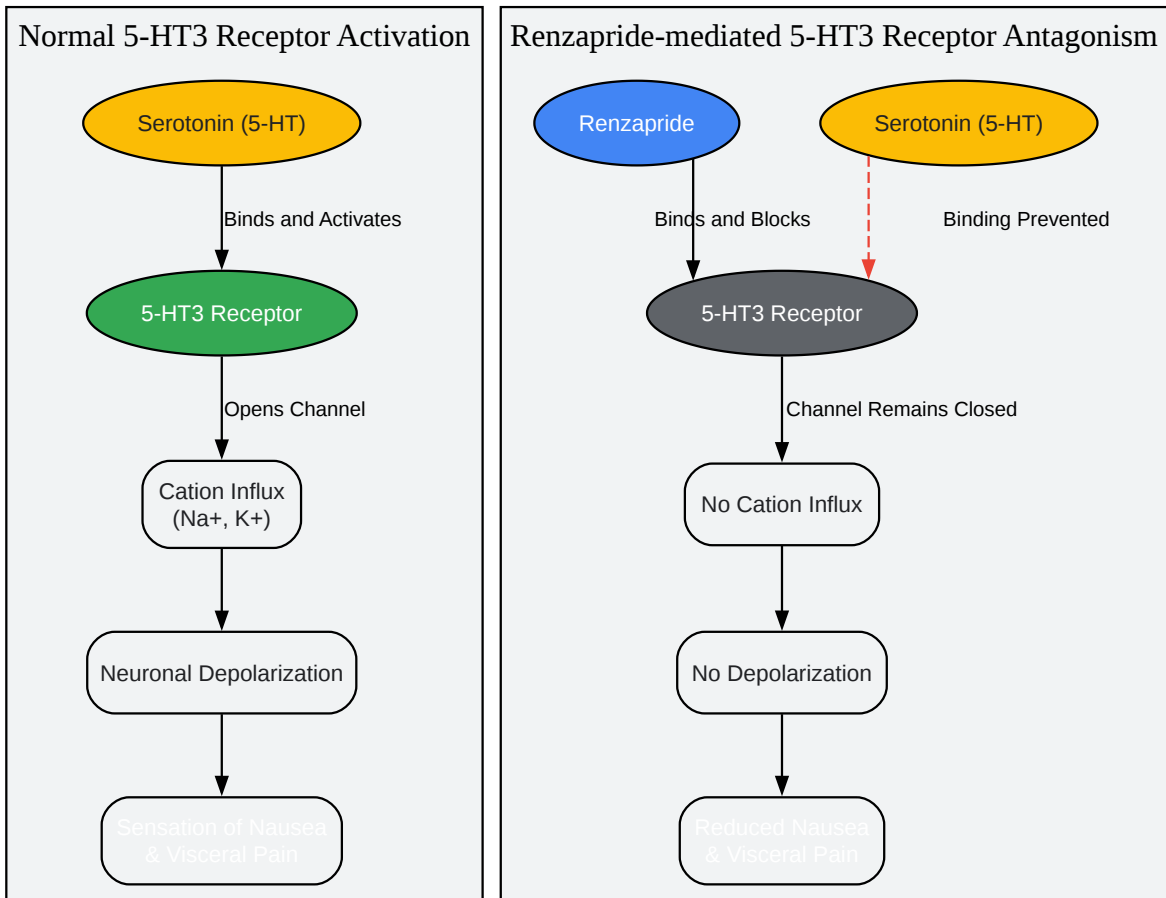 Normal 5-HT3 Receptor Activation
Serotonin (5-HT)
Binds and Activates
5-HT3 Receptor
Opens Channel
Cation Influx
(Na+, K+)
Neuronal Depolarization
Sensation of Nausea
& Visceral Pain
Renzapride-mediated 5-HT3 Receptor Antagonism
Renzapride
Serotonin (5-HT)
Binds and Blocks
Binding Prevented
5-HT3 Receptor
Channel Remains Closed
No Cation Influx
No Depolarization
Reduced Nausea
& Visceral Pain